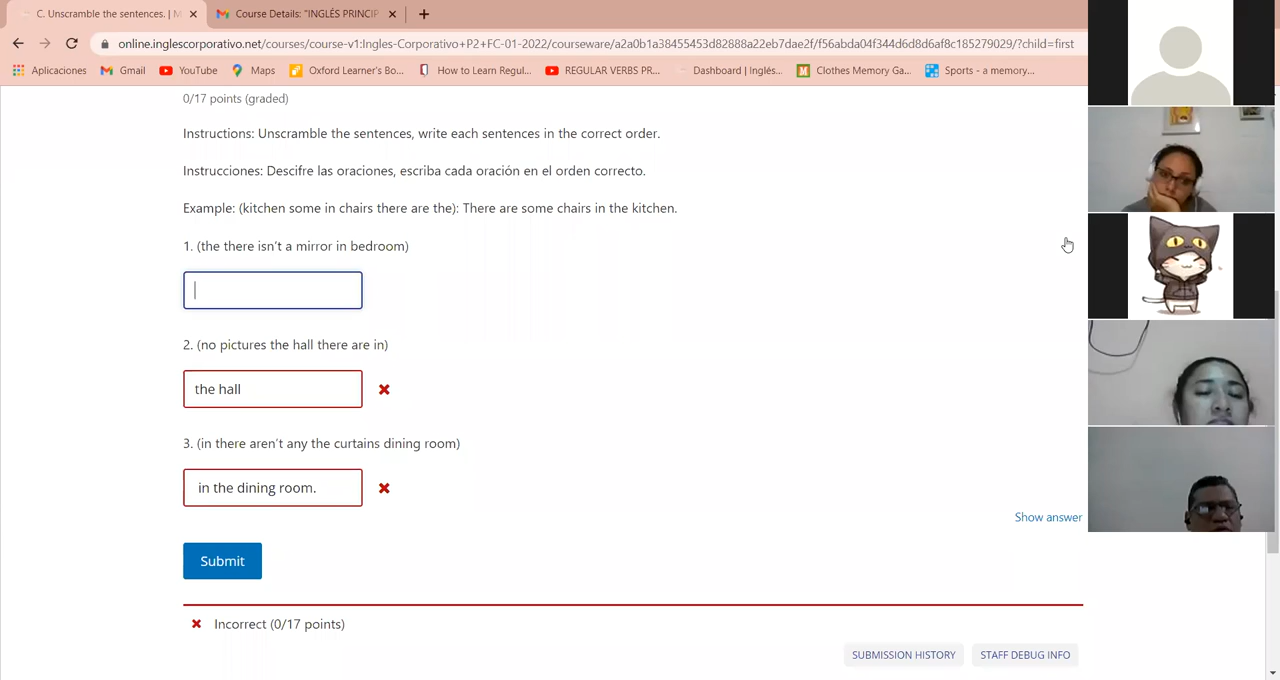 C. Unscramble the sentences. | M
Course Details: "INGLÉS PRINCIP
online.inglescorporativo.net/courses/course-v1:Ingles-Corporativo+P2+FC-01-2022/courseware/a2a0b1a38455453d82888a22eb7dae2f/f56abda04f344d6d8d6af8c185279029/?child=first
Aplicaciones Gmail YouTube Maps Oxford Learner's Bo... How to Learn Regul... REGULAR VERBS PR... Dashboard | Inglés... Clothes Memory Ga... Sports - a memory...
0/17 points (graded)
Instructions: Unscramble the sentences, write each sentences in the correct order.
Instrucciones: Descifre las oraciones, escriba cada oración en el orden correcto.
Example: (kitchen some in chairs there are the): There are some chairs in the kitchen.
1. (the there isn't a mirror in bedroom)
2. (no pictures the hall there are in)
the hall
3. (in there aren't any the curtains dining room)
in the dining room.
Show answer
Submit
Incorrect (0/17 points)
SUBMISSION HISTORY STAFF DEBUG INFO